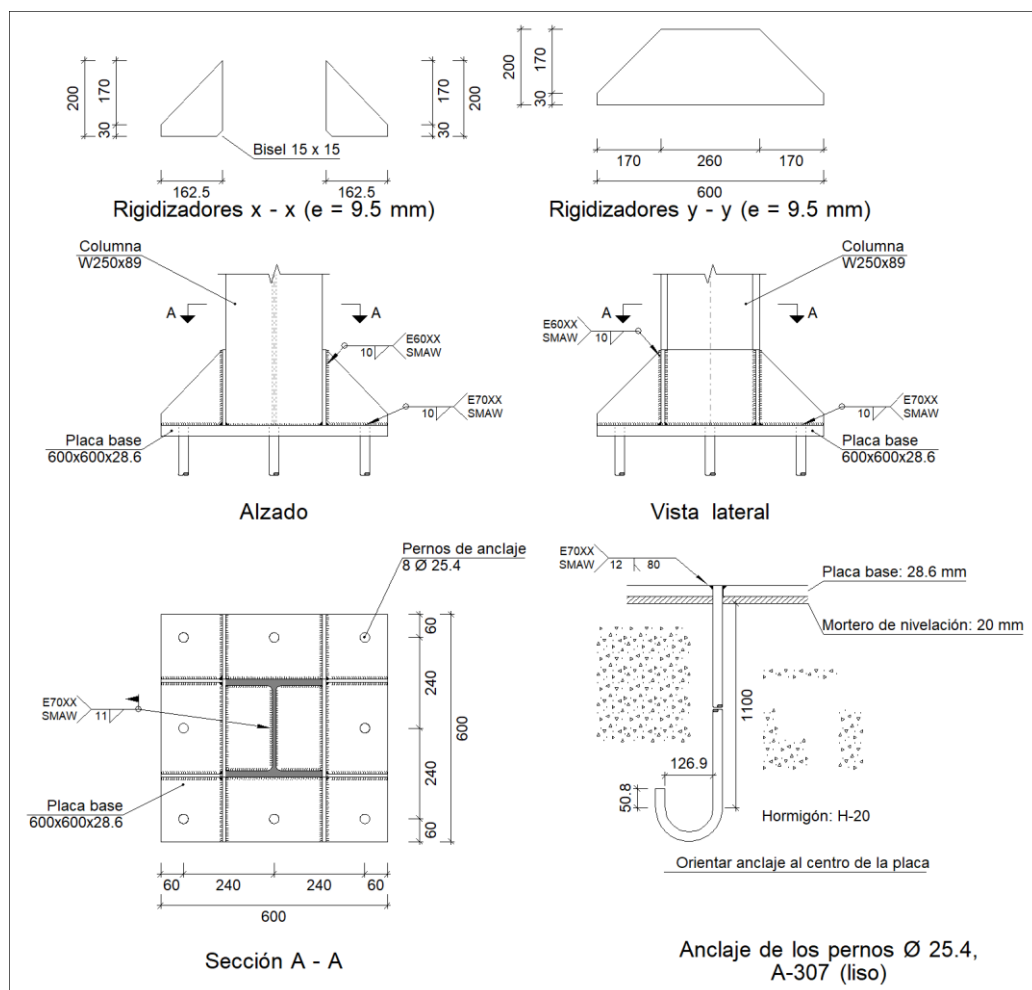 200
170
30
170
200
30
Bisel 15 x 15
162.5
162.5
Rigidizadores x - x (e = 9.5 mm)
200
170
30
170
260
170
600
Rigidizadores y - y (e = 9.5 mm)
Columna
W250x89
A
A
E60XX
SMAW
10
E70XX
SMAW
10
Placa base
600x600x28.6
Alzado
Columna
W250x89
A
A
E60XX
SMAW
10
E70XX
SMAW
10
Placa base
600x600x28.6
Vista lateral
Pernos de anclaje
8 Ø 25.4
60
240
240
60
600
E70XX
SMAW
11
Placa base
600x600x28.6
60
240
240
60
600
Sección A - A
E70XX
SMAW
12
80
Placa base: 28.6 mm
Mortero de nivelación: 20 mm
1100
126.9
50.8
Hormigón: H-20
Orientar anclaje al centro de la placa
Anclaje de los pernos Ø 25.4,
A-307 (liso)